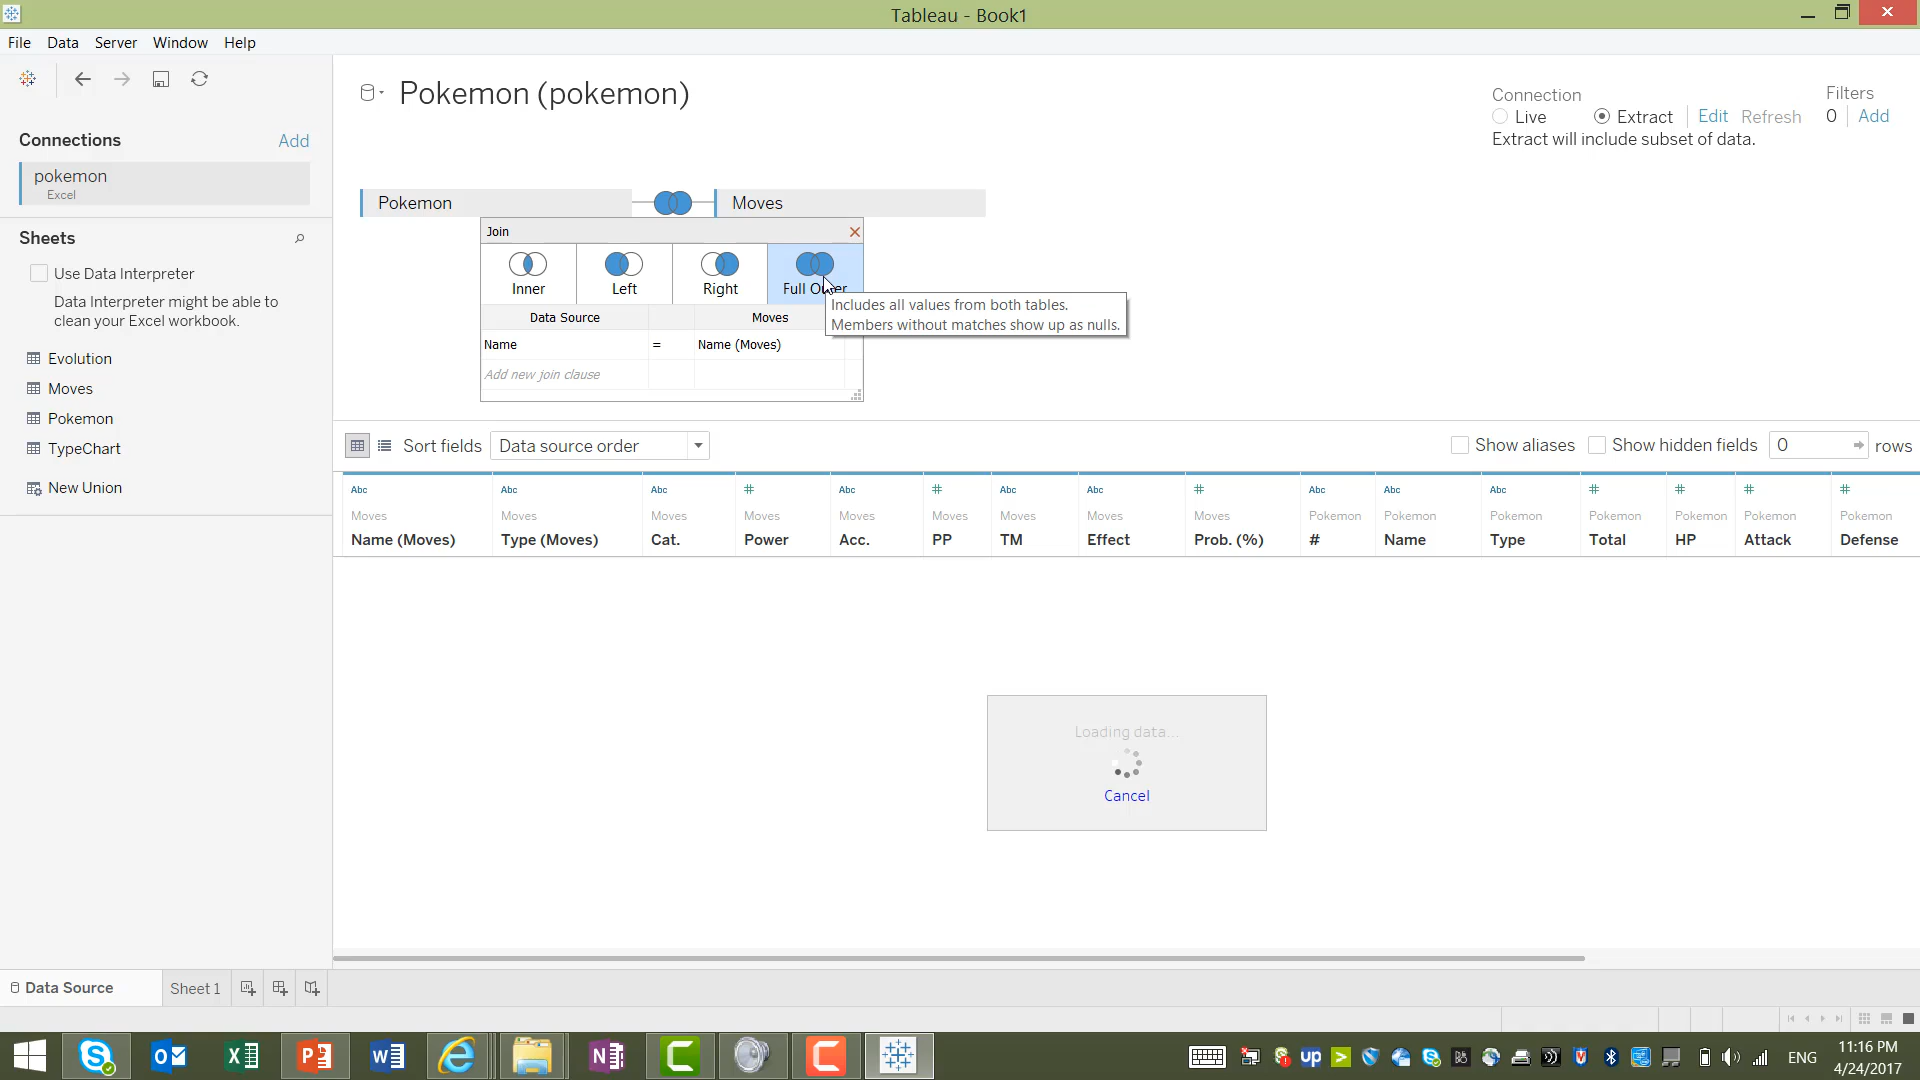 Tableau - Book1
File Data Server Window Help
Pokemon (pokemon)
Connection
Live Extract Edit Refresh
Extract will include subset of data.
Filters
0 Add
Connections Add
pokemon
Excel
Sheets
Use Data Interpreter
Data Interpreter might be able to
clean your Excel workbook.
Evolution
Moves
Pokemon
TypeChart
New Union
Pokemon Moves
Join
Inner Left Right Full
Includes all values from both tables.
Members without matches show up as nulls.
Data Source Moves
Name = Name (Moves)
Add new join clause
Sort fields Data source order Show aliases Show hidden fields 0 rows
Abc Abc Abc # Abc # Abc Abc # Abc Abc Abc # # # #
Moves Moves Moves Moves Moves Moves Moves Moves Moves Pokemon Pokemon Pokemon Pokemon Pokemon Pokemon Pokemon
Name (Moves) Type (Moves) Cat. Power Acc. PP TM Effect Prob. (%) # Name Type Total HP Attack Defense
Loading data...
Cancel
Data Source Sheet 1
up
ENG
11:16 PM
4/24/2017